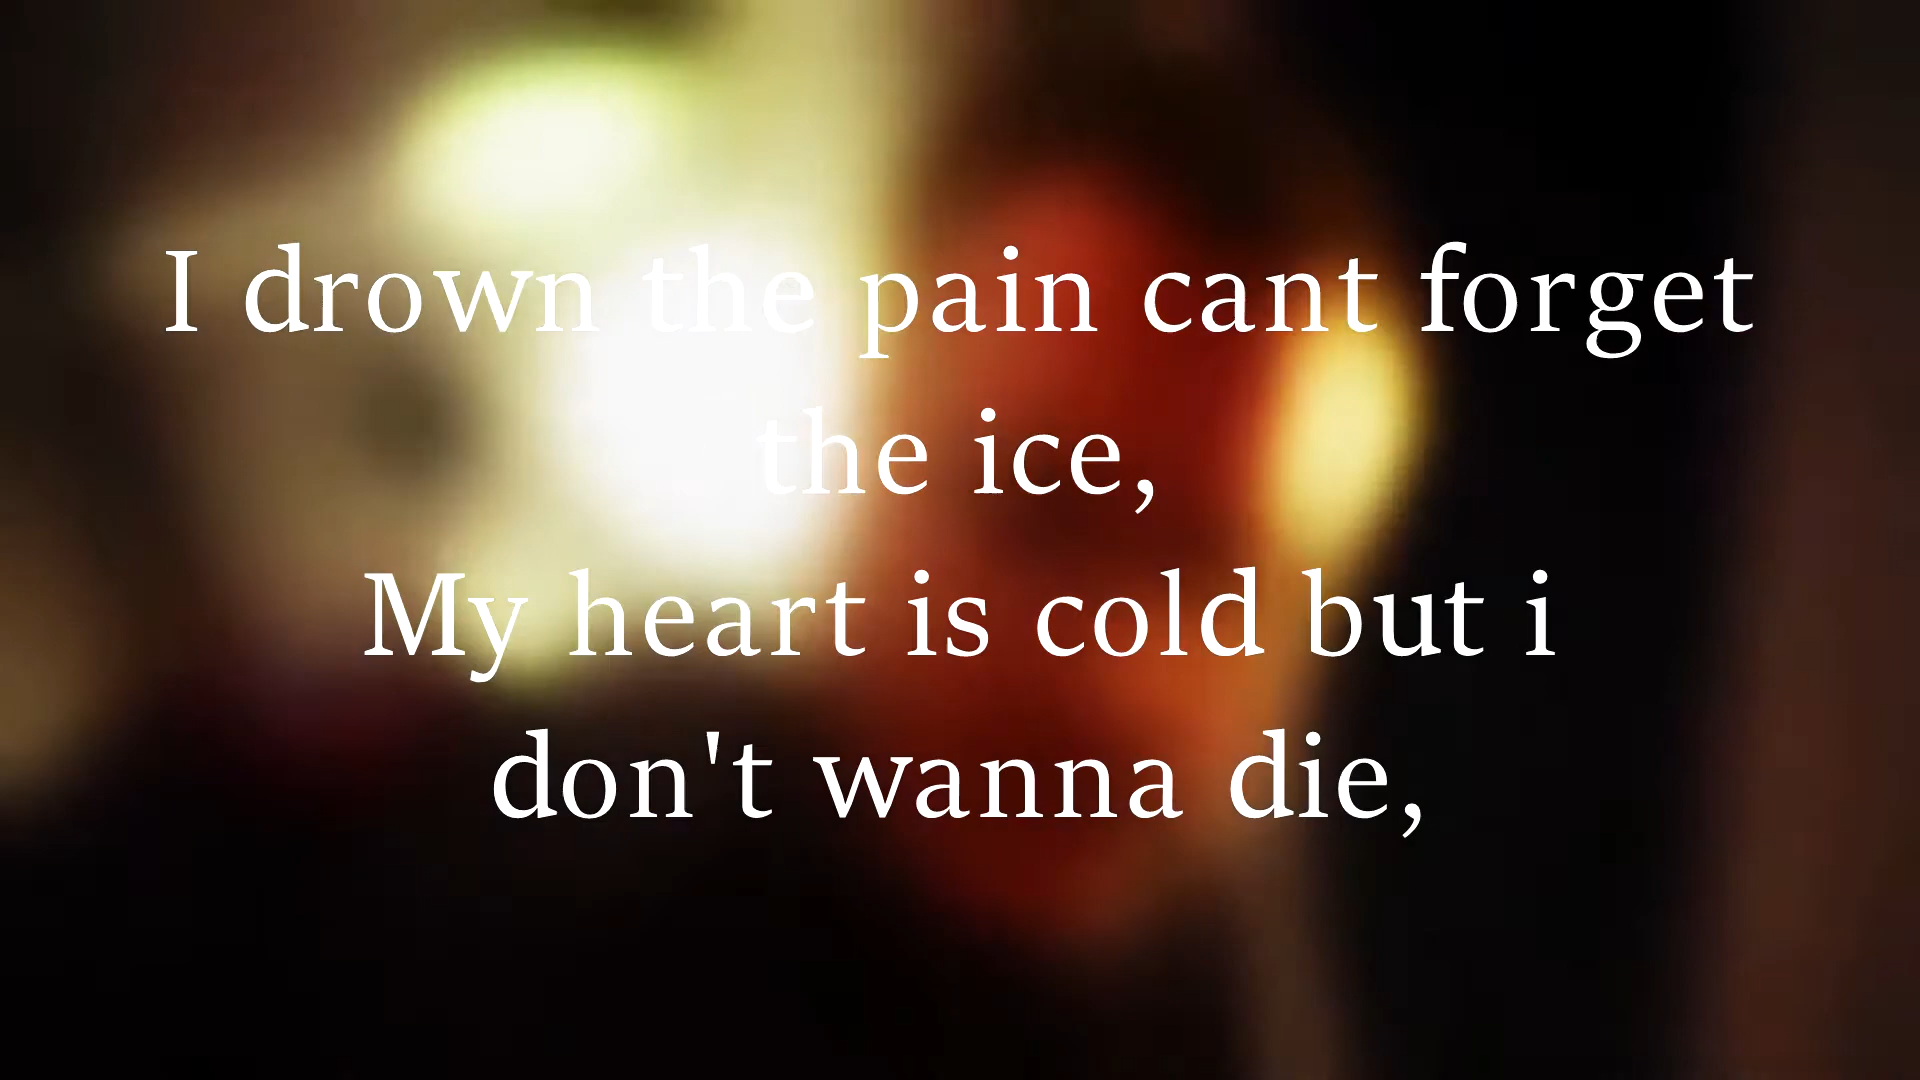 I drown the pain cant forget
the ice,
My heart is cold but i
don't wanna die,